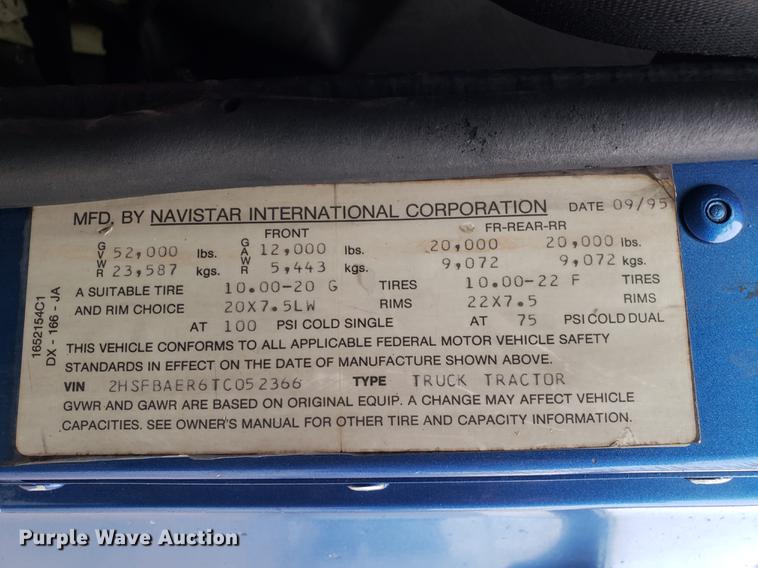 MFD. BY NAVISTAR INTERNATIONAL CORPORATION DATE 09/95
FRONT FR-REAR-RR
GVWR 52,000 lbs. GAWR 12,000 lbs. 20,000 20,000 lbs.
23,587 kgs. 5,443 kgs. 9,072 9,072 kgs.
A SUITABLE TIRE 10.00-20 G TIRES 10.00-22 F TIRES
AND RIM CHOICE 20X7.5LW RIMS 22X7.5 RIMS
AT 100 PSI COLD SINGLE AT 75 PSI COLD DUAL
THIS VEHICLE CONFORMS TO ALL APPLICABLE FEDERAL MOTOR VEHICLE SAFETY
STANDARDS IN EFFECT ON THE DATE OF MANUFACTURE SHOWN ABOVE.
VIN 2HSFBAER6TC052366 TYPE TRUCK TRACTOR
GVWR AND GAWR ARE BASED ON ORIGINAL EQUIP. A CHANGE MAY AFFECT VEHICLE
CAPACITIES. SEE OWNER'S MANUAL FOR OTHER TIRE AND CAPACITY INFORMATION.
1652154C1
DX - 166 - JA
Purple Wave Auction